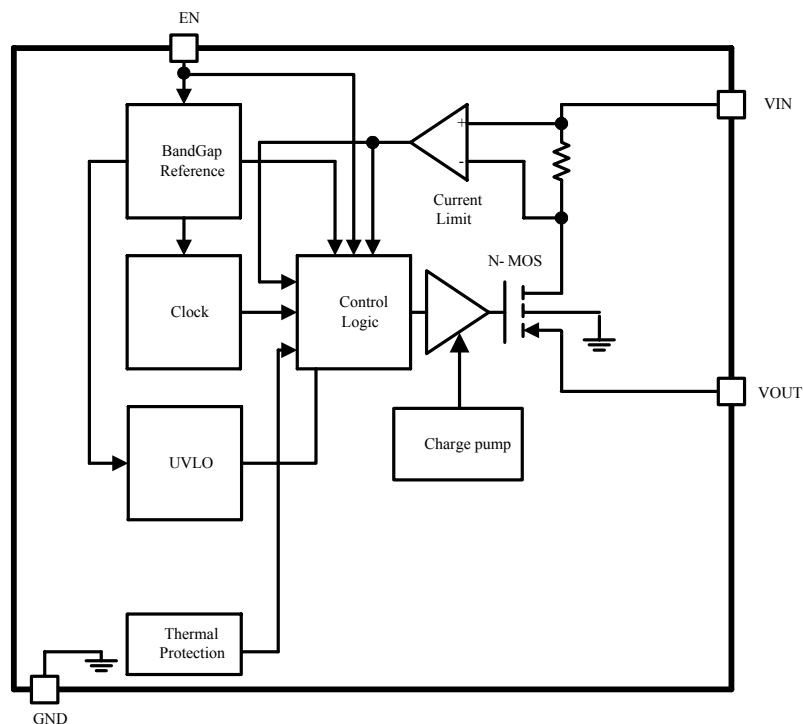 EN
VIN
BandGap
Reference
+
-
Current
Limit
N- MOS
Clock
Control
Logic
VOUT
UVLO
Charge pump
Thermal
Protection
GND